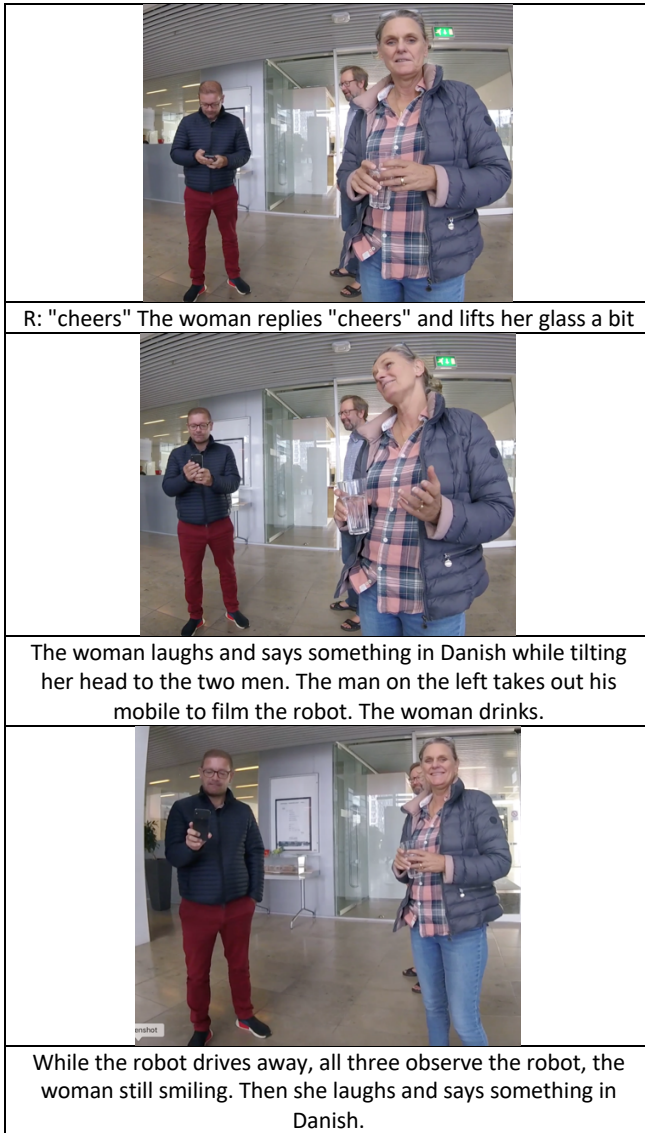 R: "cheers" The woman replies "cheers" and lifts her glass a bit
The woman laughs and says something in Danish while tilting
her head to the two men. The man on the left takes out his
mobile to film the robot. The woman drinks.
enshot
While the robot drives away, all three observe the robot, the
woman still smiling. Then she laughs and says something in
Danish.